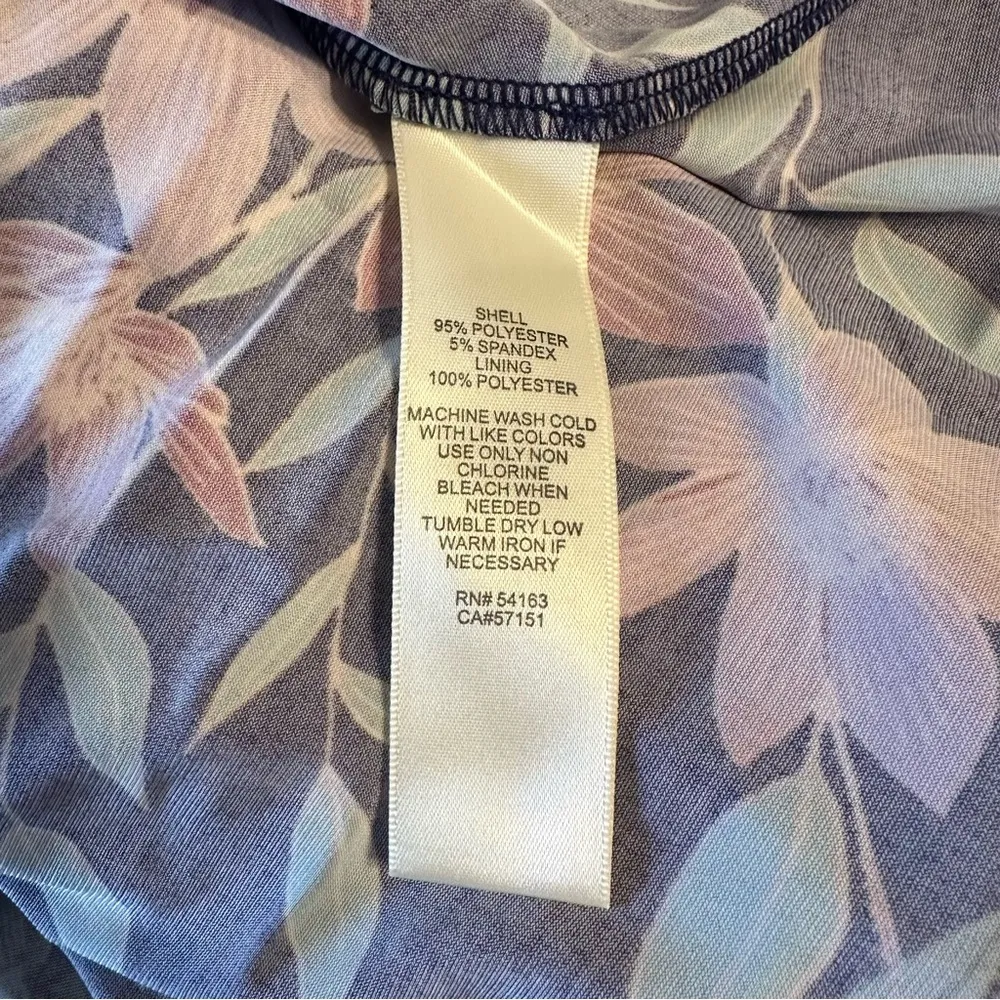 SHELL
95% POLYESTER
5% SPANDEX
LINING
100% POLYESTER
MACHINE WASH COLD
WITH LIKE COLORS
USE ONLY NON
CHLORINE
BLEACH WHEN
NEEDED
TUMBLE DRY LOW
WARM IRON IF
NECESSARY
RN# 54163
CA#57151